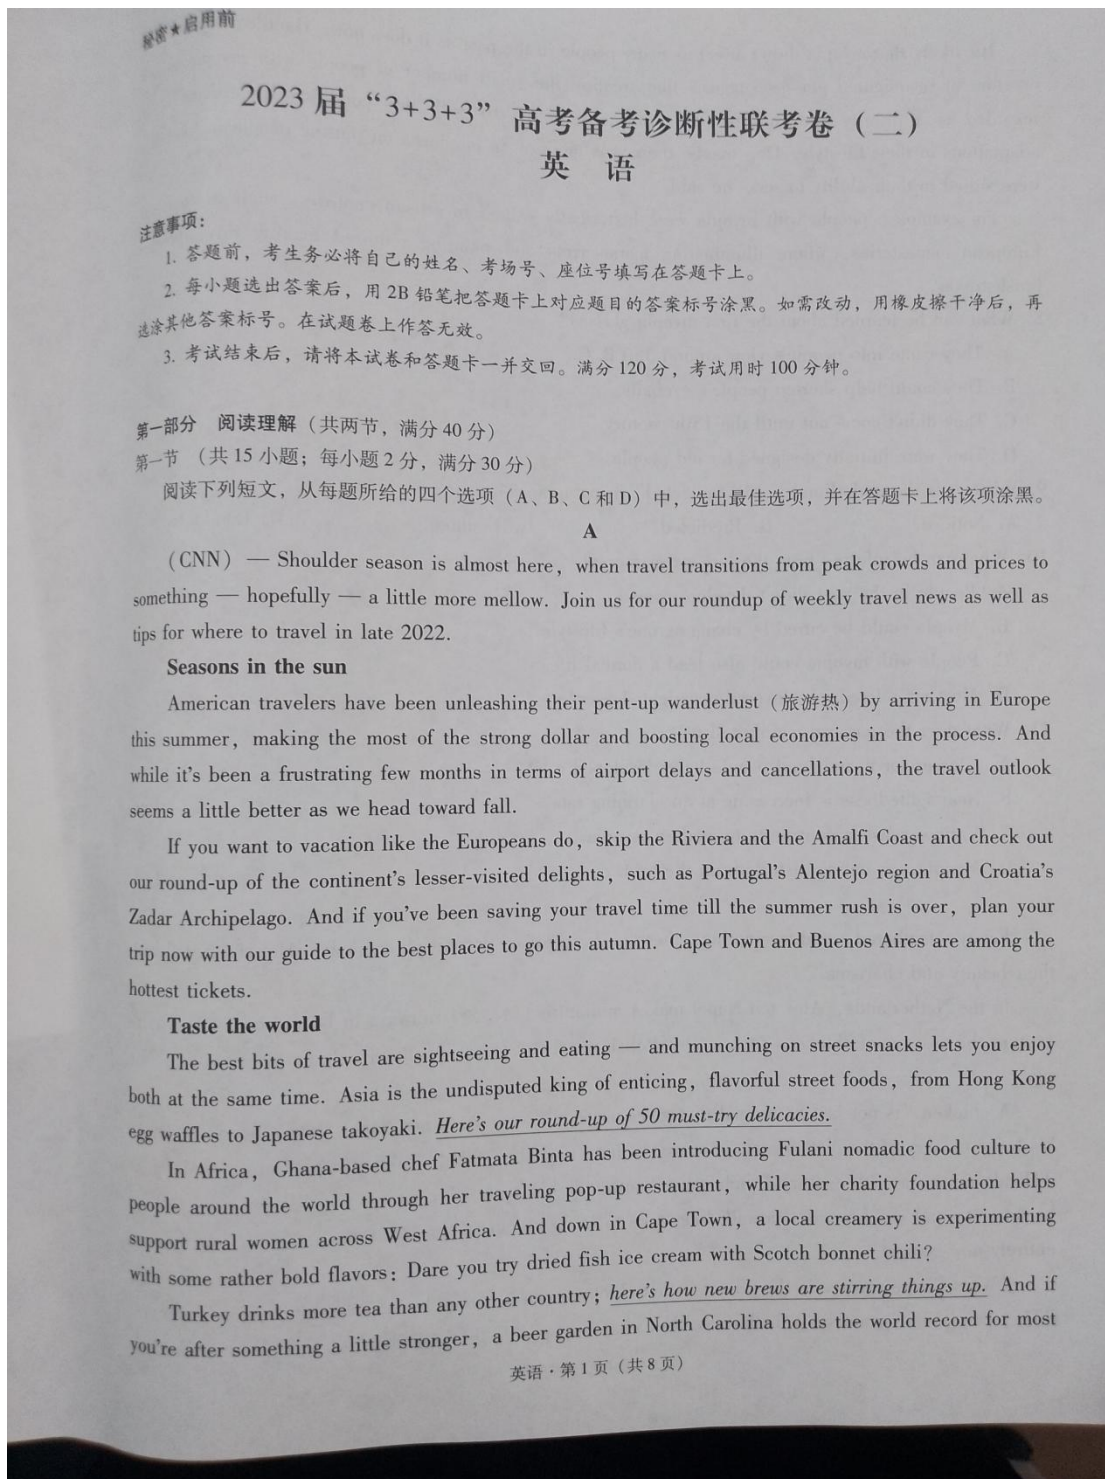 秘密★启用前
2023 届 “3+3+3” 高考备考诊断性联考卷（二）
英 语
注意事项：
1. 答题前，考生务必将自己的姓名、考场号、座位号填写在答题卡上。
2. 每小题选出答案后，用 2B 铅笔把答题卡上对应题目的答案标号涂黑。如需改动，用橡皮擦干净后，再
选涂其他答案标号。在试题卷上作答无效。
3. 考试结束后，请将本试卷和答题卡一并交回。满分 120 分，考试用时 100 分钟。
第一部分 阅读理解（共两节，满分 40 分）
第一节 （共 15 小题；每小题 2 分，满分 30 分）
阅读下列短文，从每题所给的四个选项（A、B、C 和 D）中，选出最佳选项，并在答题卡上将该项涂黑。
A
（CNN） — Shoulder season is almost here, when travel transitions from peak crowds and prices to
something — hopefully — a little more mellow. Join us for our roundup of weekly travel news as well as
tips for where to travel in late 2022.
Seasons in the sun
American travelers have been unleashing their pent-up wanderlust（旅游热）by arriving in Europe
this summer, making the most of the strong dollar and boosting local economies in the process. And
while it's been a frustrating few months in terms of airport delays and cancellations, the travel outlook
seems a little better as we head toward fall.
If you want to vacation like the Europeans do, skip the Riviera and the Amalfi Coast and check out
our round-up of the continent's lesser-visited delights, such as Portugal's Alentejo region and Croatia's
Zadar Archipelago. And if you've been saving your travel time till the summer rush is over, plan your
trip now with our guide to the best places to go this autumn. Cape Town and Buenos Aires are among the
hottest tickets.
Taste the world
The best bits of travel are sightseeing and eating — and munching on street snacks lets you enjoy
both at the same time. Asia is the undisputed king of enticing, flavorful street foods, from Hong Kong
egg waffles to Japanese takoyaki. Here's our round-up of 50 must-try delicacies.
In Africa, Ghana-based chef Fatmata Binta has been introducing Fulani nomadic food culture to
people around the world through her traveling pop-up restaurant, while her charity foundation helps
support rural women across West Africa. And down in Cape Town, a local creamery is experimenting
with some rather bold flavors: Dare you try dried fish ice cream with Scotch bonnet chili?
Turkey drinks more tea than any other country; here's how new brews are stirring things up. And if
you're after something a little stronger, a beer garden in North Carolina holds the world record for most
英语·第 1 页（共 8 页）